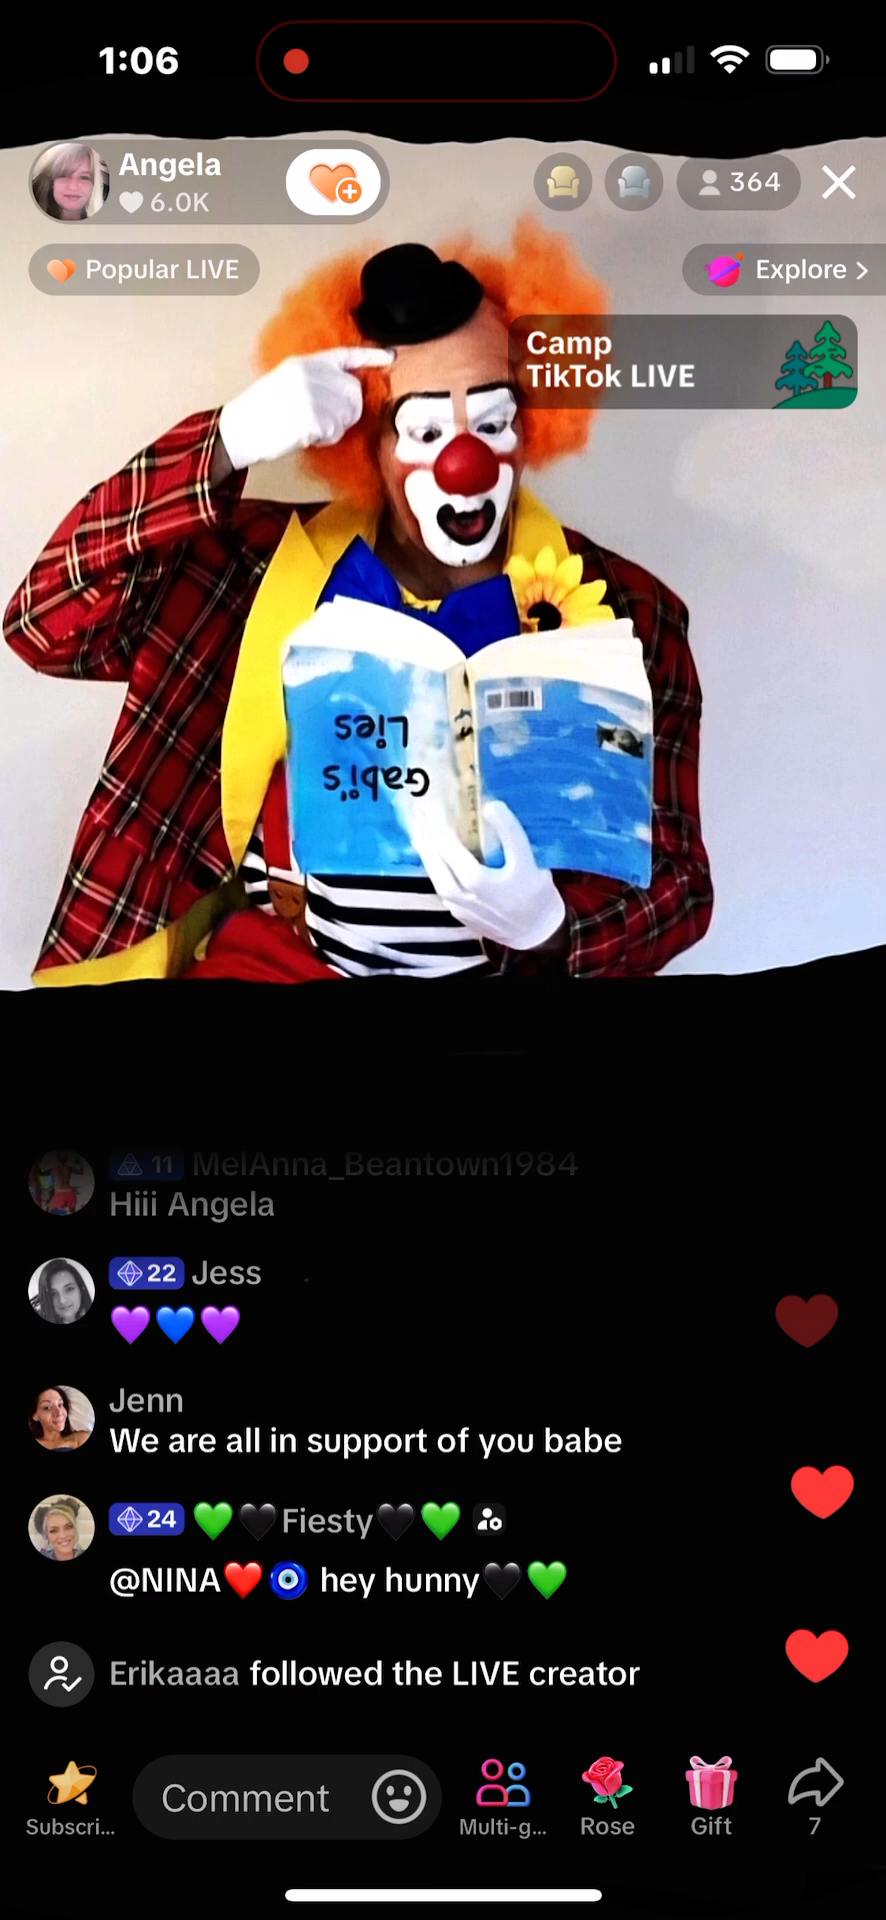 1:06
Angela
6.0K
364
Popular LIVE
Explore >
Camp
TikTok LIVE
Gabi's
Lies
11 MelAnna_Beantown1984
Hiii Angela
22 Jess
💜💙💜
Jenn
We are all in support of you babe
24 💚🖤Fiesty🖤💚
@NINA❤️🧿 hey hunny🖤💚
Erikaaaa followed the LIVE creator
Comment
Subscri...
Multi-g...
Rose
Gift
7